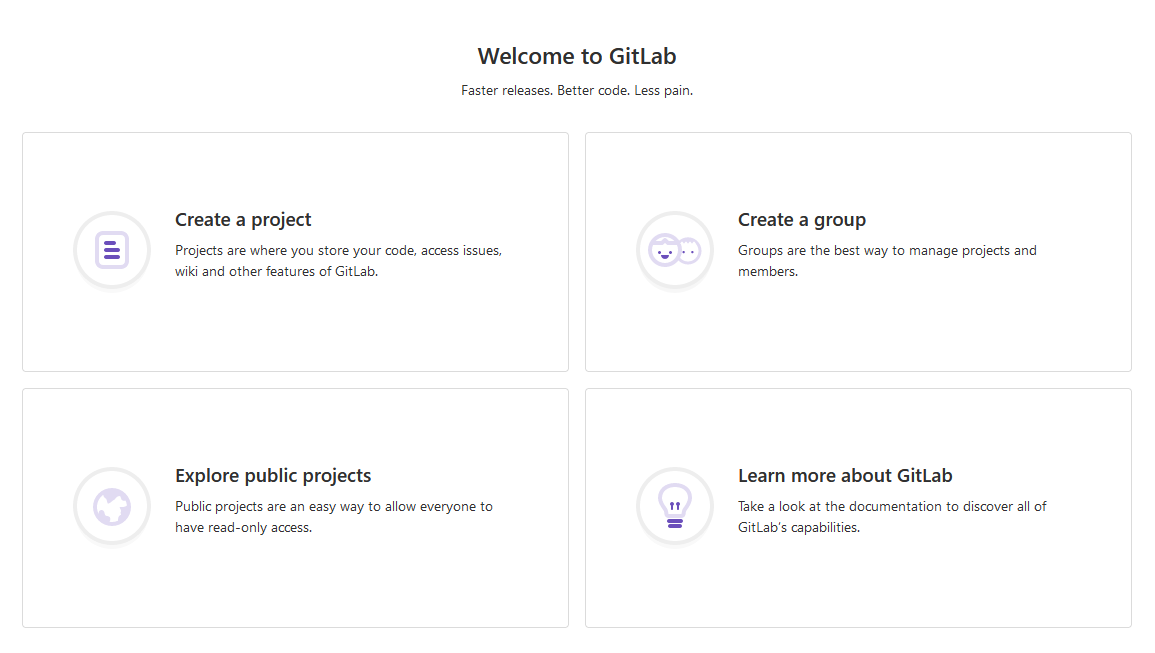 Welcome to GitLab
Faster releases. Better code. Less pain.
Create a project
Projects are where you store your code, access issues,
wiki and other features of GitLab.
Create a group
Groups are the best way to manage projects and
members.
Explore public projects
Public projects are an easy way to allow everyone to
have read-only access.
Learn more about GitLab
Take a look at the documentation to discover all of
GitLab's capabilities.